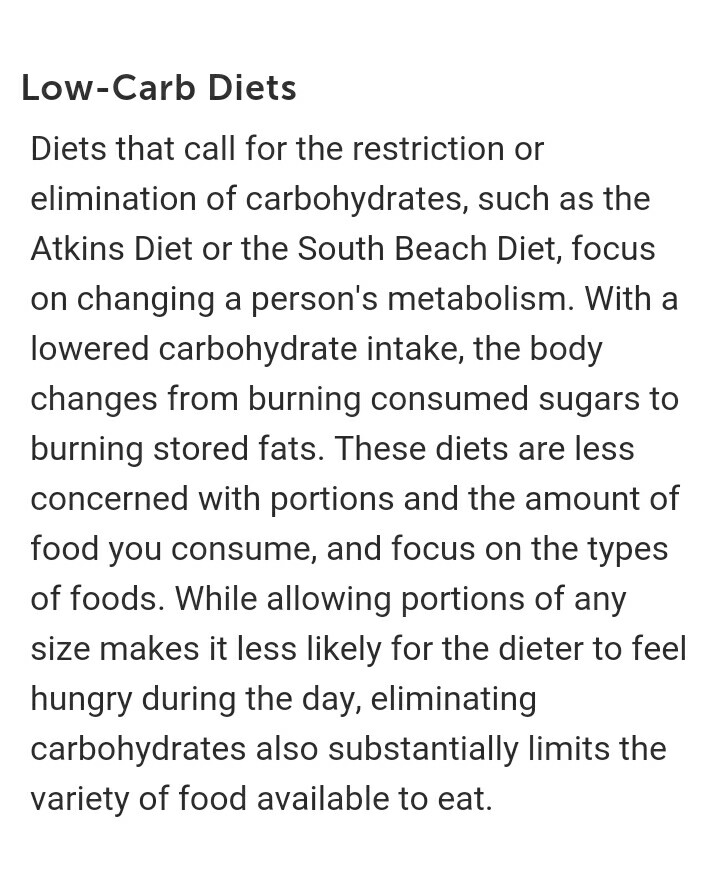 Low-Carb Diets
Diets that call for the restriction or
elimination of carbohydrates, such as the
Atkins Diet or the South Beach Diet, focus
on changing a person's metabolism. With a
lowered carbohydrate intake, the body
changes from burning consumed sugars to
burning stored fats. These diets are less
concerned with portions and the amount of
food you consume, and focus on the types
of foods. While allowing portions of any
size makes it less likely for the dieter to feel
hungry during the day, eliminating
carbohydrates also substantially limits the
variety of food available to eat.